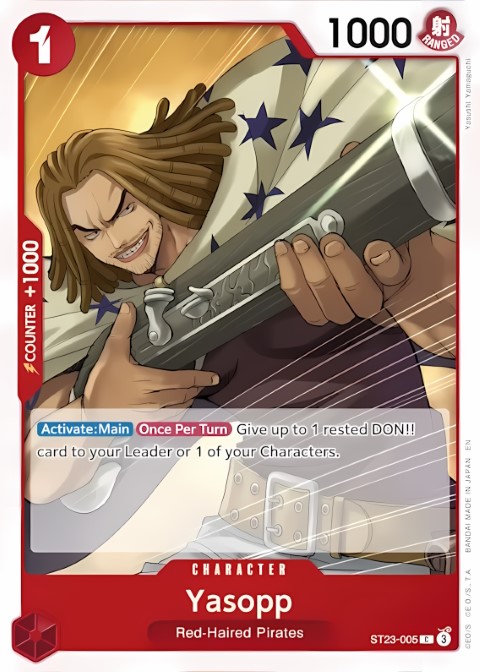 1
1000
射
RANGED
Yabushi Yamaguchi
COUNTER +1000
Activate:Main Once Per Turn Give up to 1 rested DON!!
card to your Leader or 1 of your Characters.
CHARACTER
Yasopp
Red-Haired Pirates
ST23-005 C 3
©E.O./S. ©E.O./S.,T.A. BANDAI MADE IN JAPAN EN